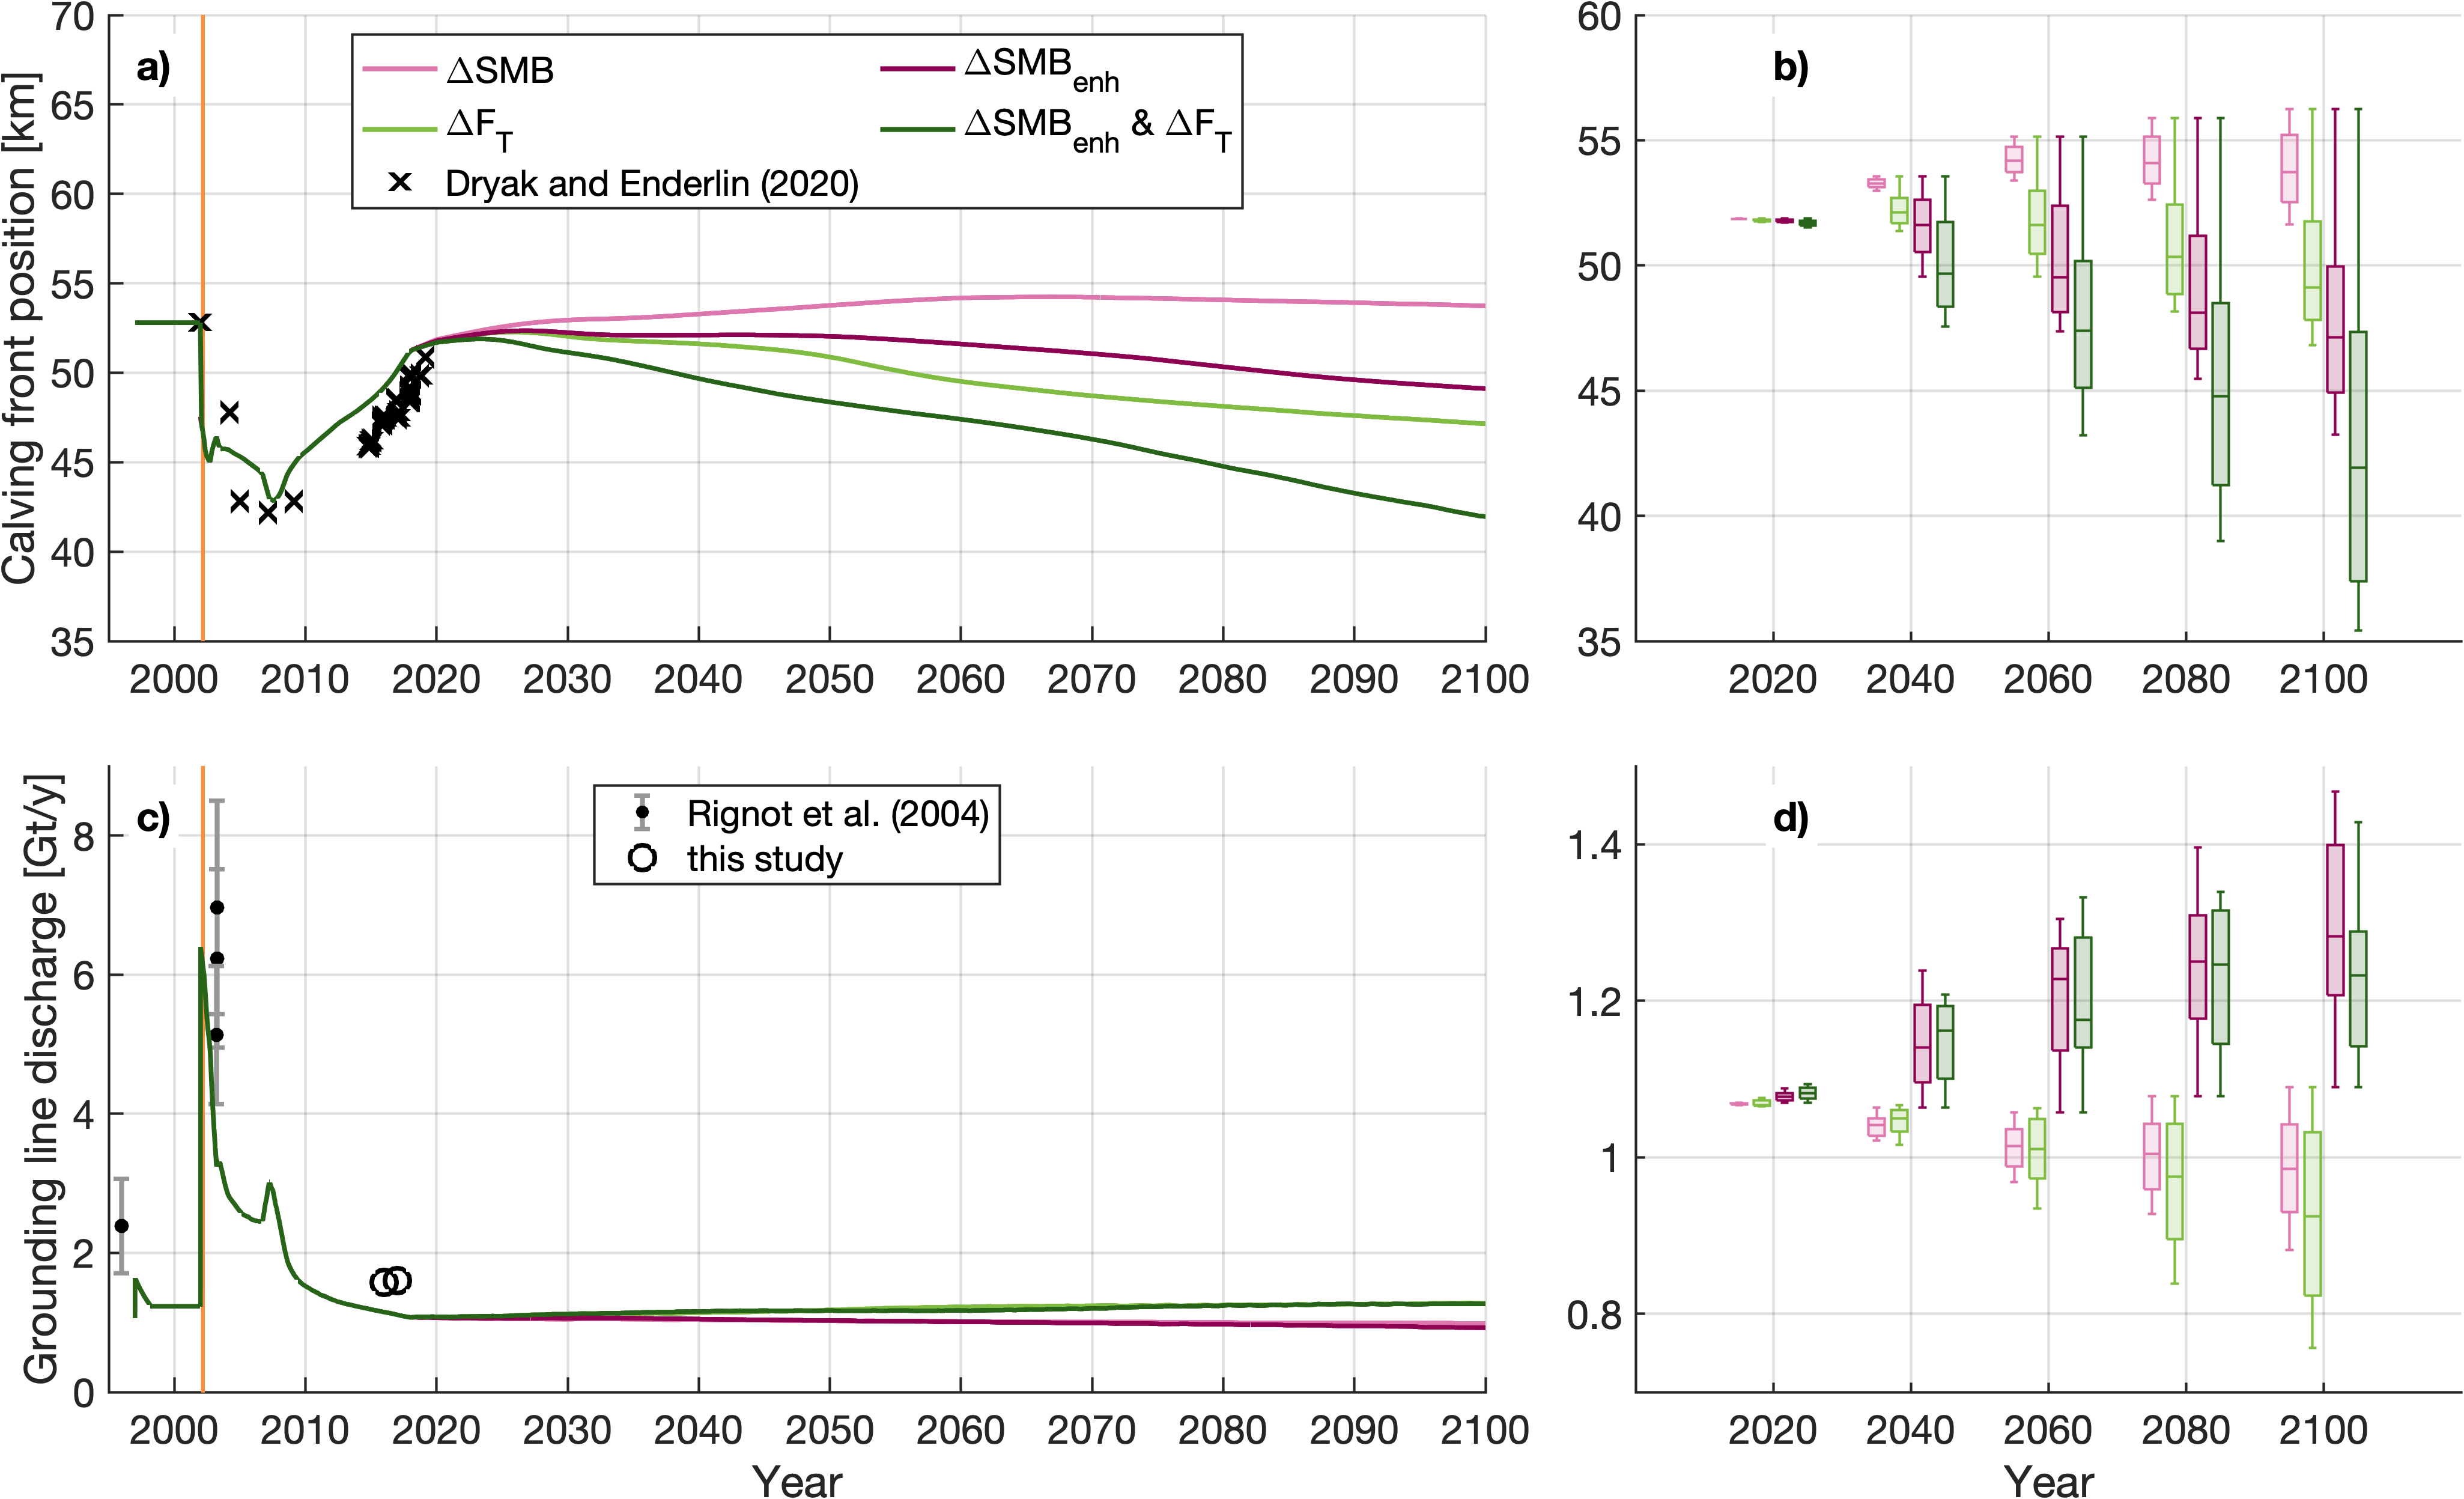 a)
Calving front position [km]
70
65
60
55
50
45
40
35
ΔSMB
ΔSMB_enh
ΔF_T
ΔSMB_enh & ΔF_T
Dryak and Enderlin (2020)
2000 2010 2020 2030 2040 2050 2060 2070 2080 2090 2100
b)
60
55
50
45
40
35
2020 2040 2060 2080 2100
c)
Grounding line discharge [Gt/y]
8
6
4
2
0
Rignot et al. (2004)
this study
2000 2010 2020 2030 2040 2050 2060 2070 2080 2090 2100
Year
d)
1.4
1.2
1
0.8
2020 2040 2060 2080 2100
Year